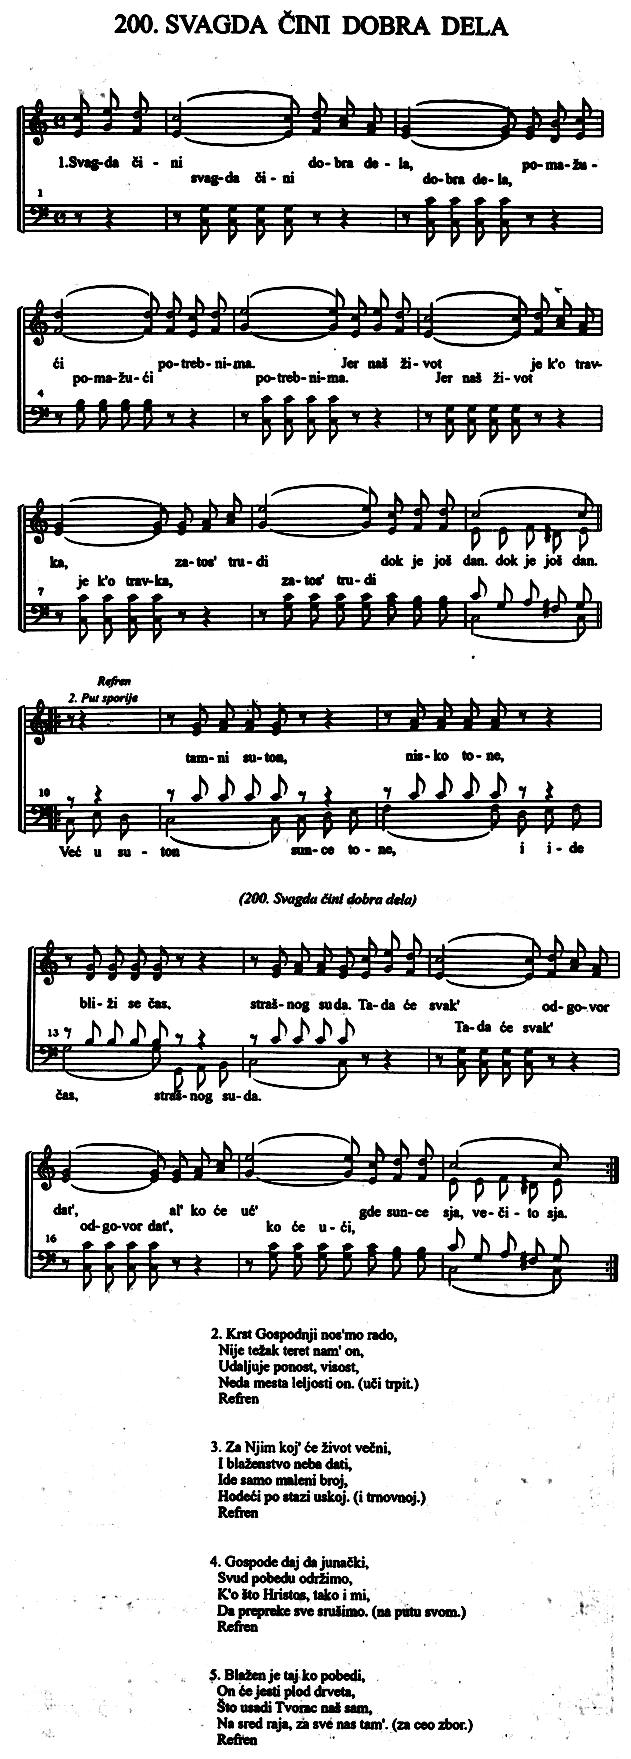 200. SVAGDA ČINI DOBRA DELA
1.Svag-da či - ni do-bra de-la, po-ma-žu-
svag-da či-ni do-bra de-la,
1
ći po-treb-ni-ma. Jer naš ži-vot je k'o trav-
po-ma-žu-ći po-treb-ni-ma. Jer naš ži-vot
4
ka, za-tos' tru-di dok je još dan. dok je još dan.
je k'o trav-ka, za-tos' tru-di
7
Refren
2. Put sporije
tam-ni su-ton, nis-ko to-ne,
10
Već u su - ton sun-ce to-ne, i i-de
(200. Svagda čini dobra dela)
bli-ži se čas, straš-nog suda. Ta-da će svak' od-go-vor
13
Ta-da će svak'
čas, straš-nog su-da.
dat', al' ko će uć' gde sun-ce sja, ve-či-to sja.
od-go-vor dat', ko će u-ći,
16
2. Krst Gospodnji nos'mo rado,
Nije težak teret nam' on,
Udaljuje ponost, visost,
Neda mesta leljosti on. (uči trpit.)
Refren
3. Za Njim koj' će život večni,
I blaženstvo neba dati,
Ide samo maleni broj,
Hodeći po stazi uskoj. (i trnovnoj.)
Refren
4. Gospode daj da junački,
Svud pobedu održimo,
K'o što Hristos, tako i mi,
Da prepreke sve srušimo. (na putu svom.)
Refren
5. Blažen je taj ko pobedi,
On će jesti plod drveta,
Što usadi Tvorac naš sam,
Na sred raja, za sve nas tam'. (za ceo zbor.)
Refren